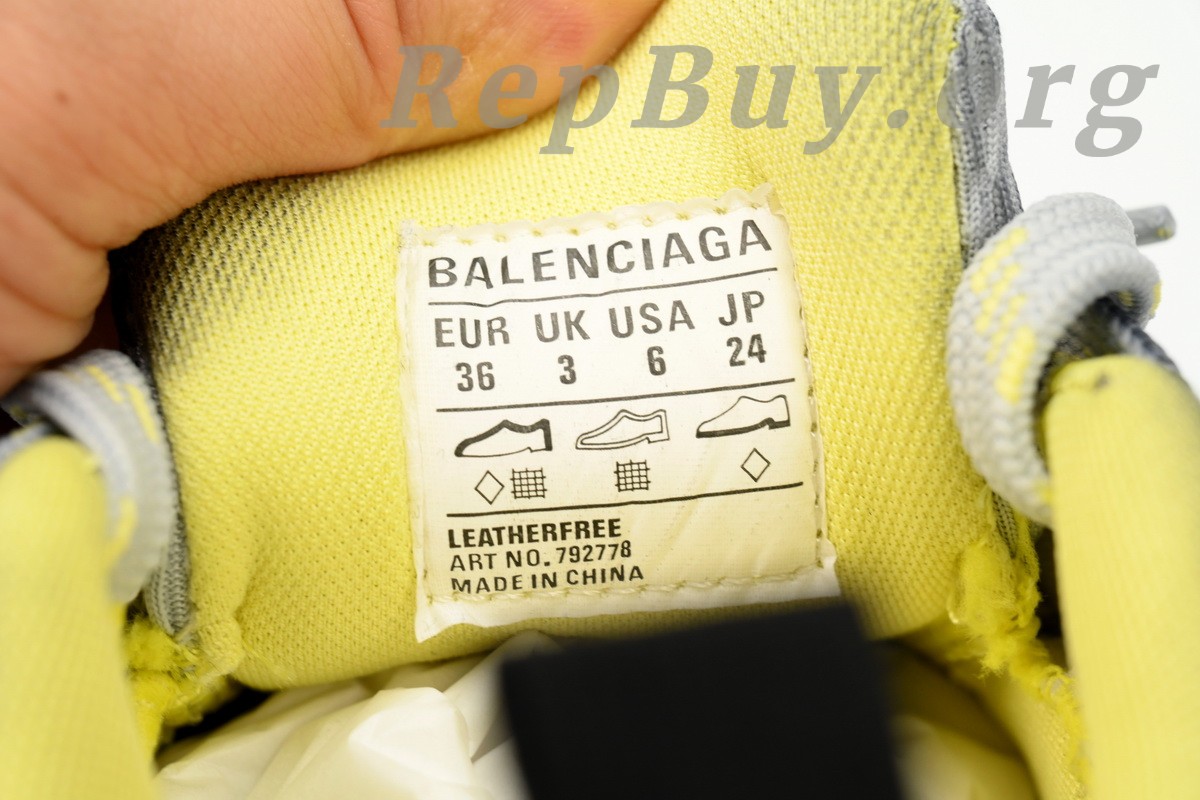 RepBuy.org
BALENCIAGA
EUR UK USA JP
36 3 6 24
LEATHERFREE
ART NO. 792778
MADE IN CHINA